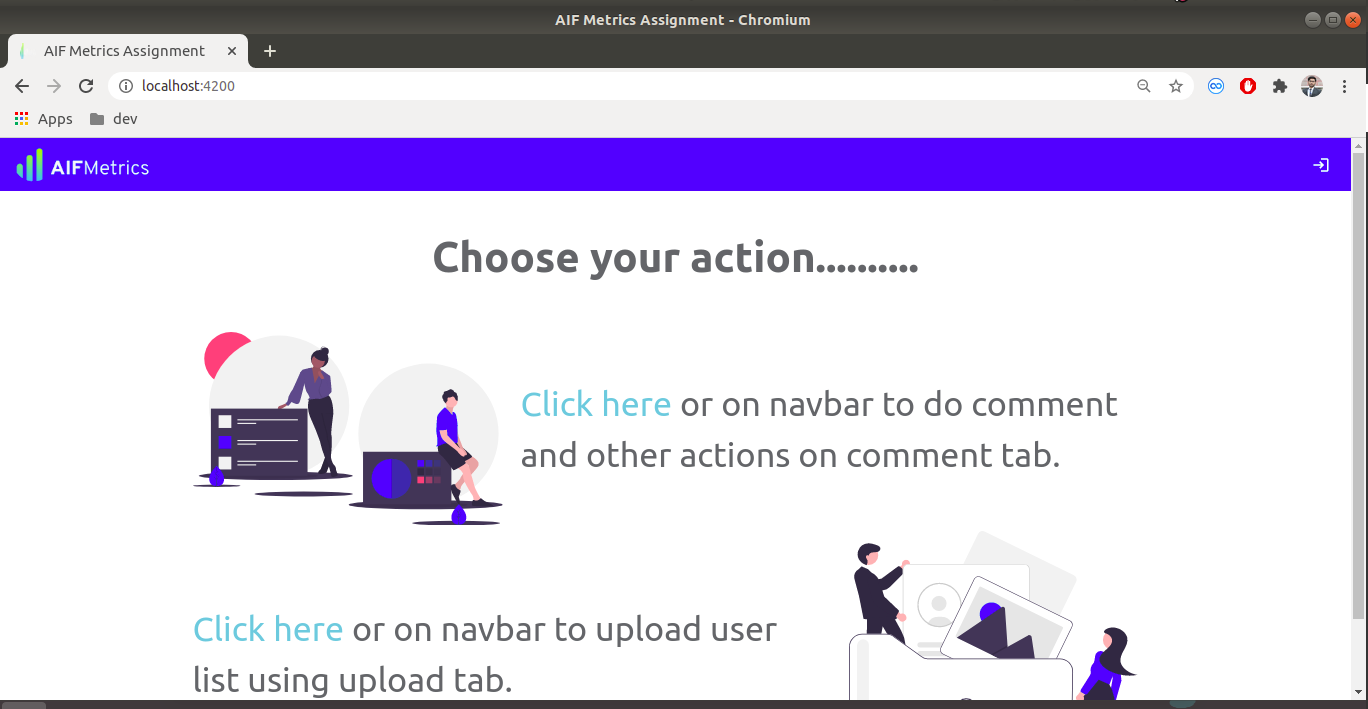 AIF Metrics Assignment - Chromium
AIF Metrics Assignment
localhost:4200
Apps
dev
AIFMetrics
Choose your action..........
Click here or on navbar to do comment
and other actions on comment tab.
Click here or on navbar to upload user
list using upload tab.